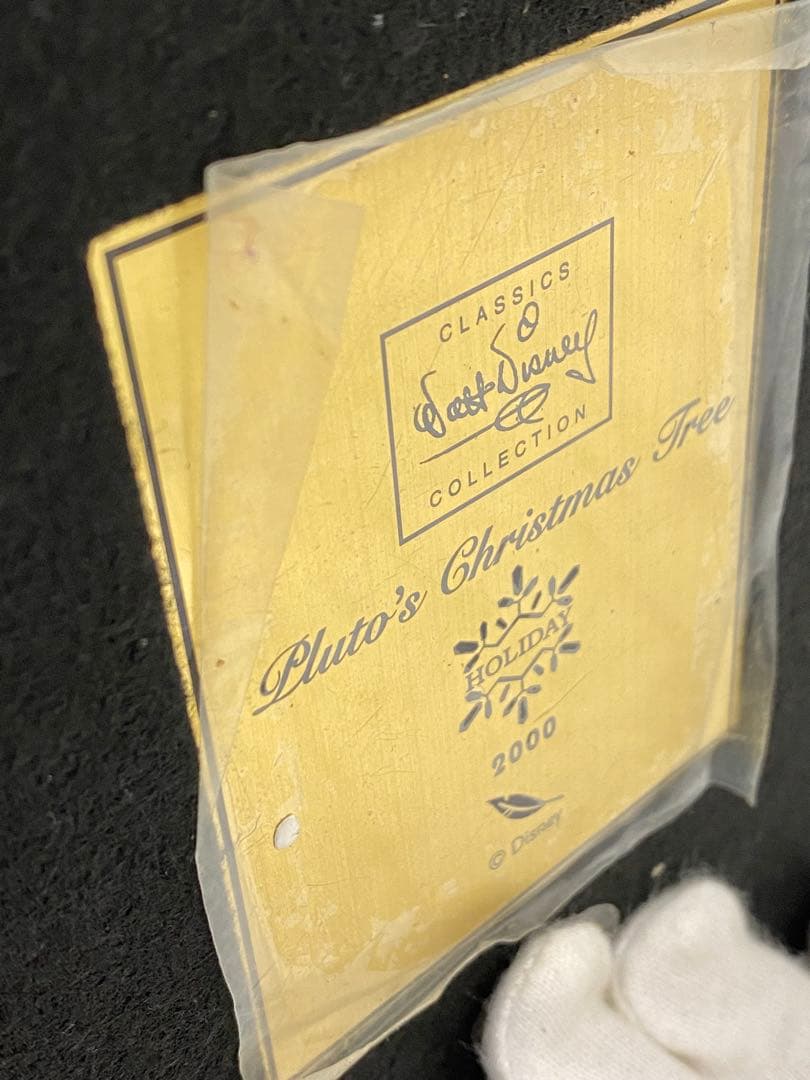 CLASSICS
Walt Disney
COLLECTION
Pluto's Christmas Tree
HOLIDAY
2000
© Disney